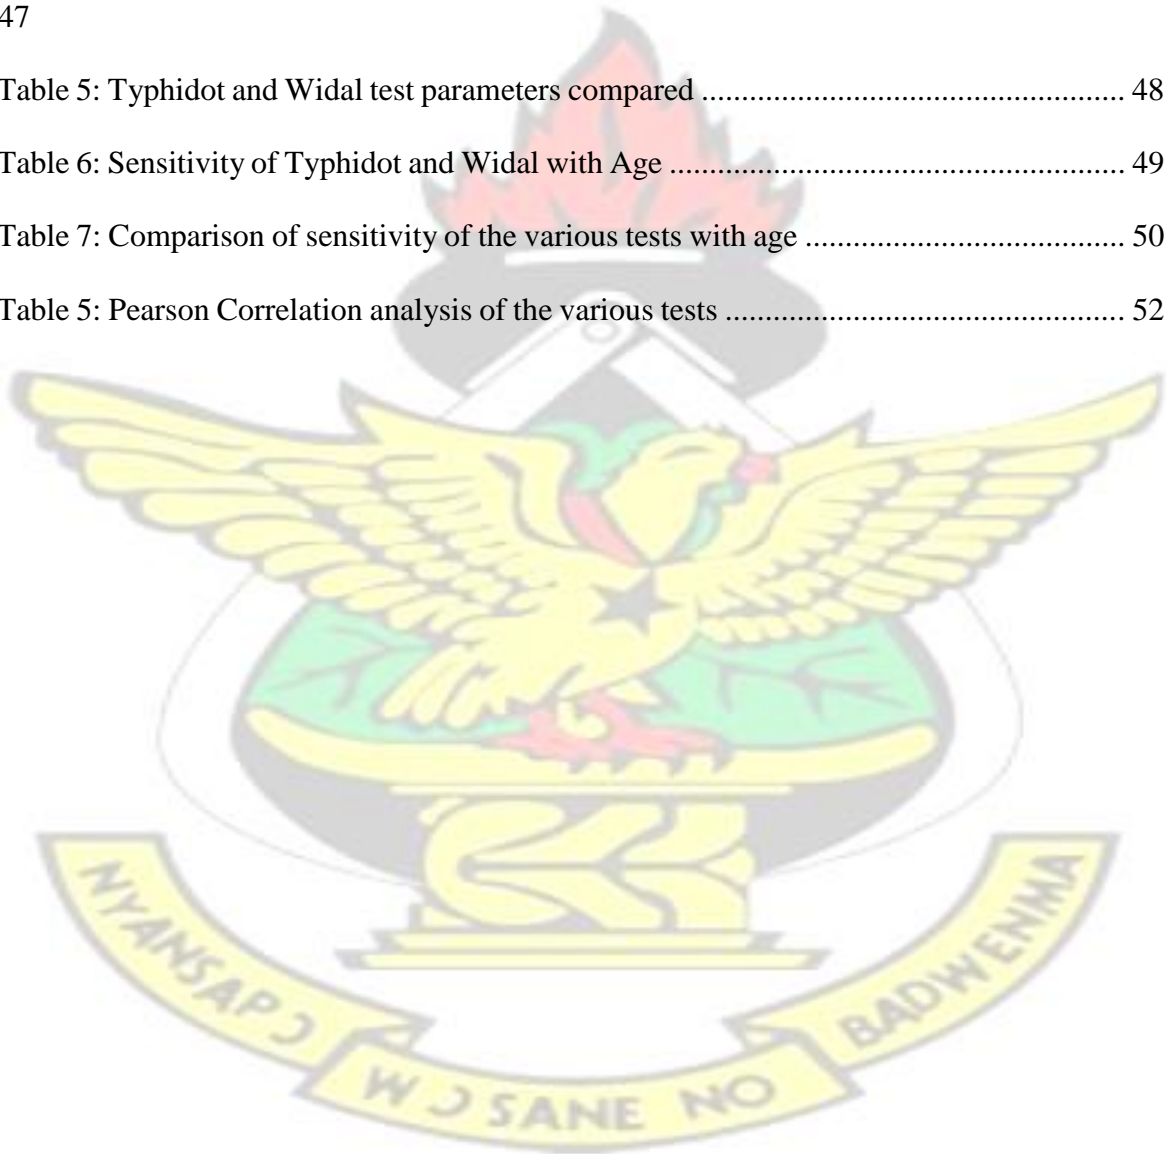 47
Table 5: Typhidot and Widal test parameters compared ..................................................... 48
Table 6: Sensitivity of Typhidot and Widal with Age ......................................................... 49
Table 7: Comparison of sensitivity of the various tests with age ........................................ 50
Table 5: Pearson Correlation analysis of the various tests .................................................. 52
NYANSAPƆ
WƆSANE NO
BADWENMA